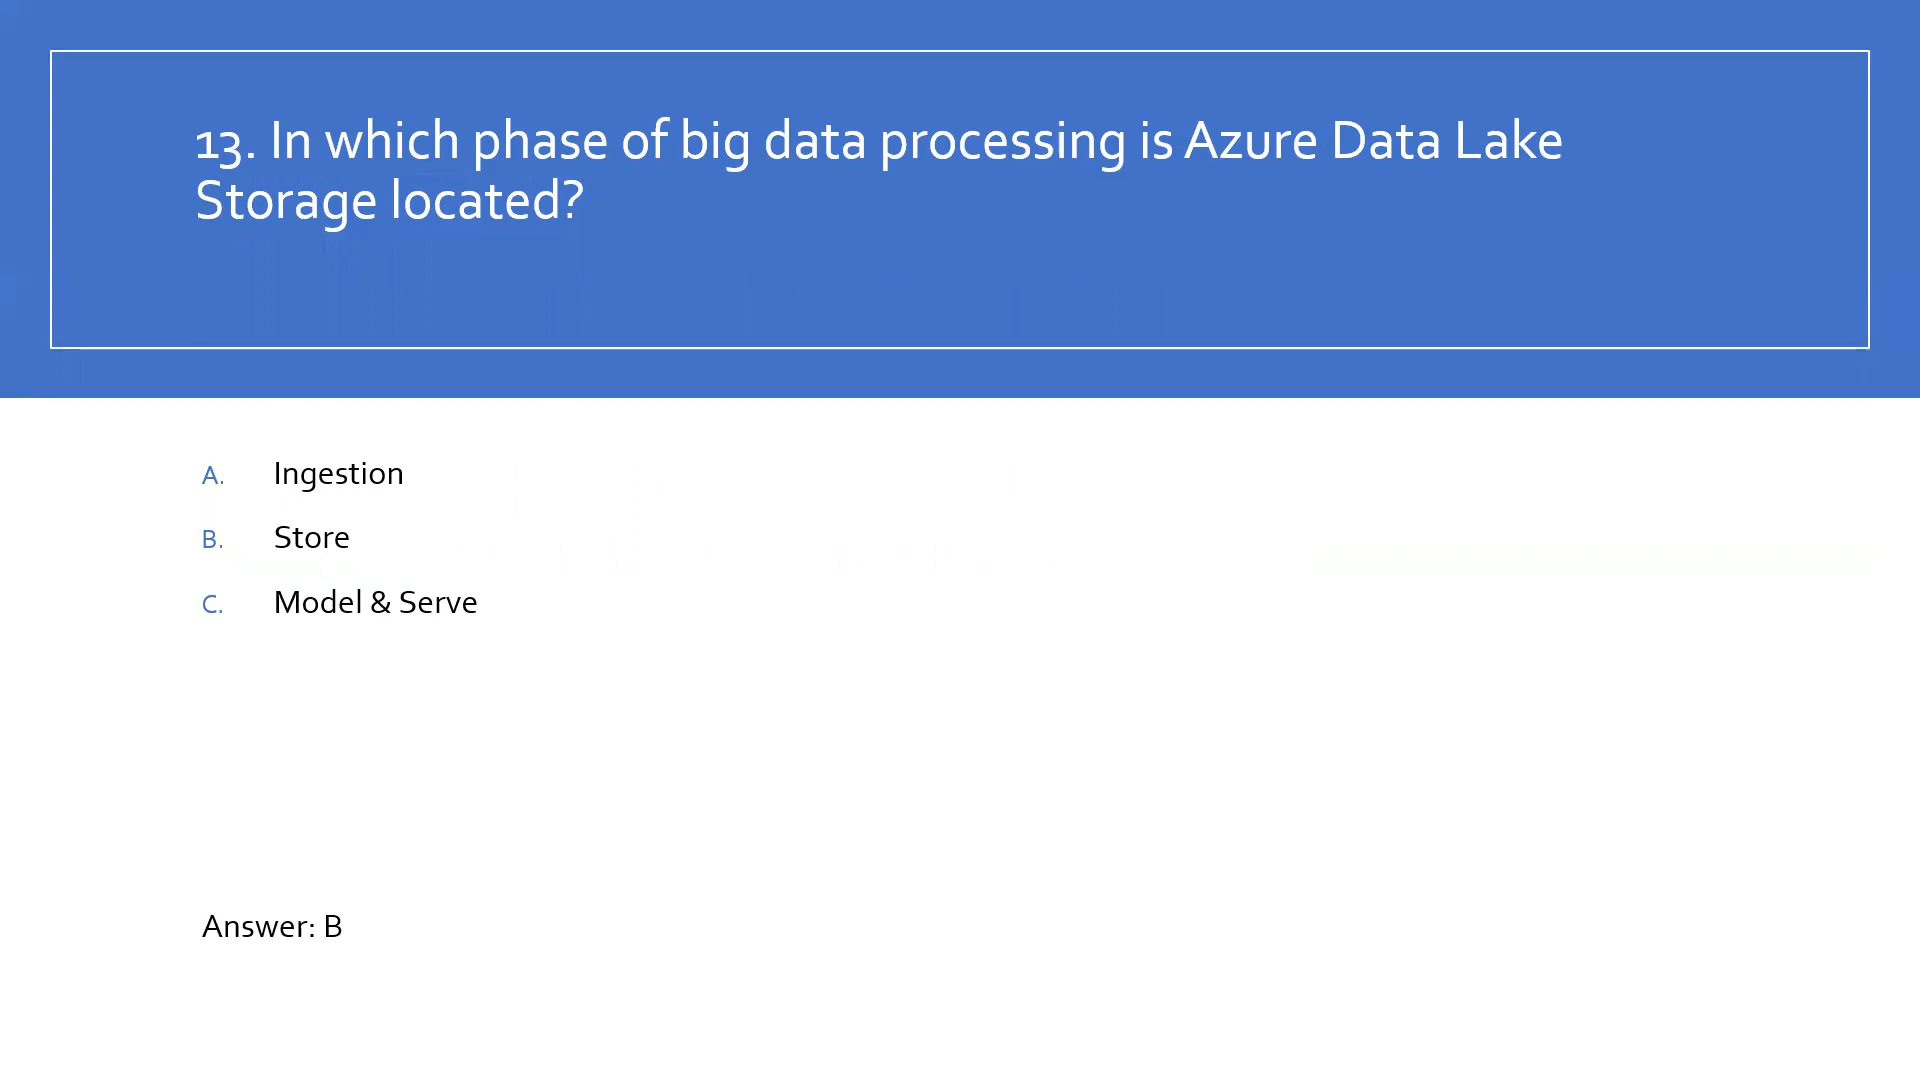 13. In which phase of big data processing is Azure Data Lake
Storage located?
A. Ingestion
B. Store
C. Model & Serve
Answer: B